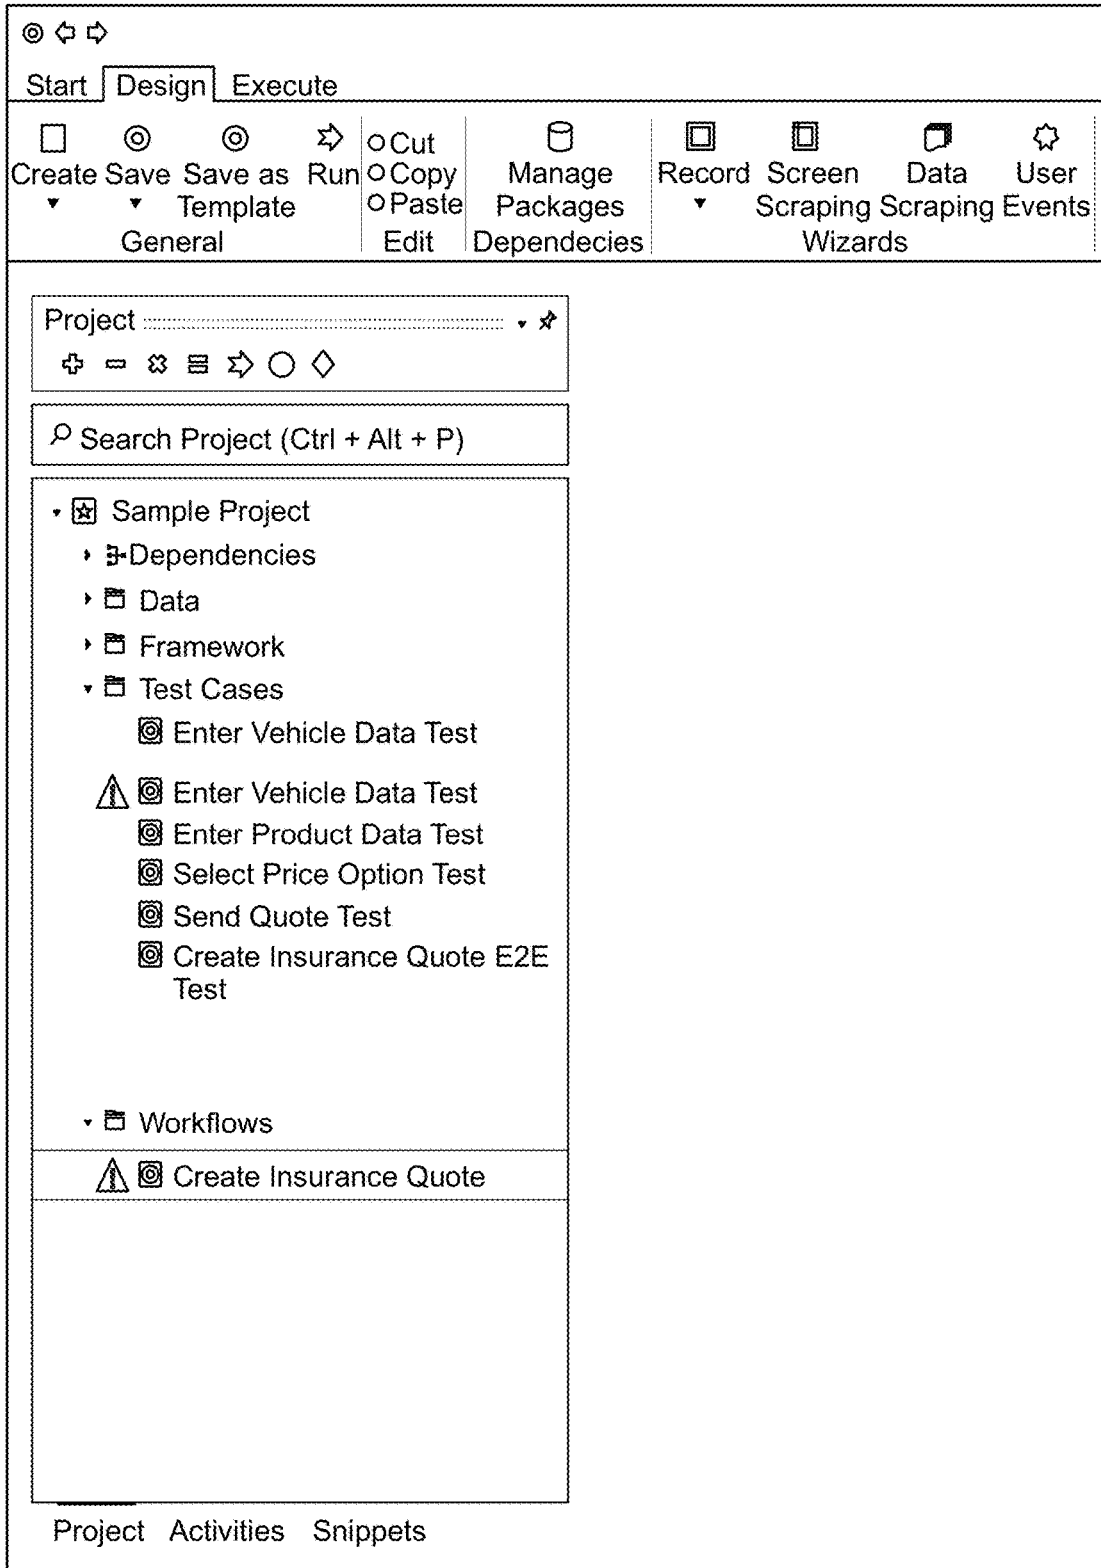 Start Design Execute
Create Save Save as Template Run Cut Copy Paste Manage Packages Record Screen Scraping Data Scraping User Events
General Edit Dependecies Wizards
Project
Search Project (Ctrl + Alt + P)
Sample Project
Dependencies
Data
Framework
Test Cases
Enter Vehicle Data Test
Enter Vehicle Data Test
Enter Product Data Test
Select Price Option Test
Send Quote Test
Create Insurance Quote E2E
Test
Workflows
Create Insurance Quote
Project Activities Snippets